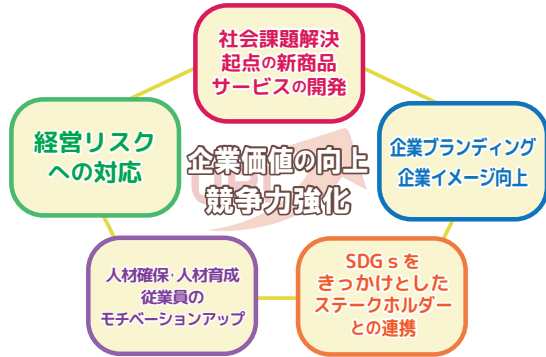 社会課題解決
起点の新商品
サービスの開発
経営リスク
への対応
企業ブランディング
企業イメージ向上
企業価値の向上
競争力強化
UP!
人材確保・人材育成
従業員の
モチベーションアップ
SDGsを
きっかけとした
ステークホルダー
との連携